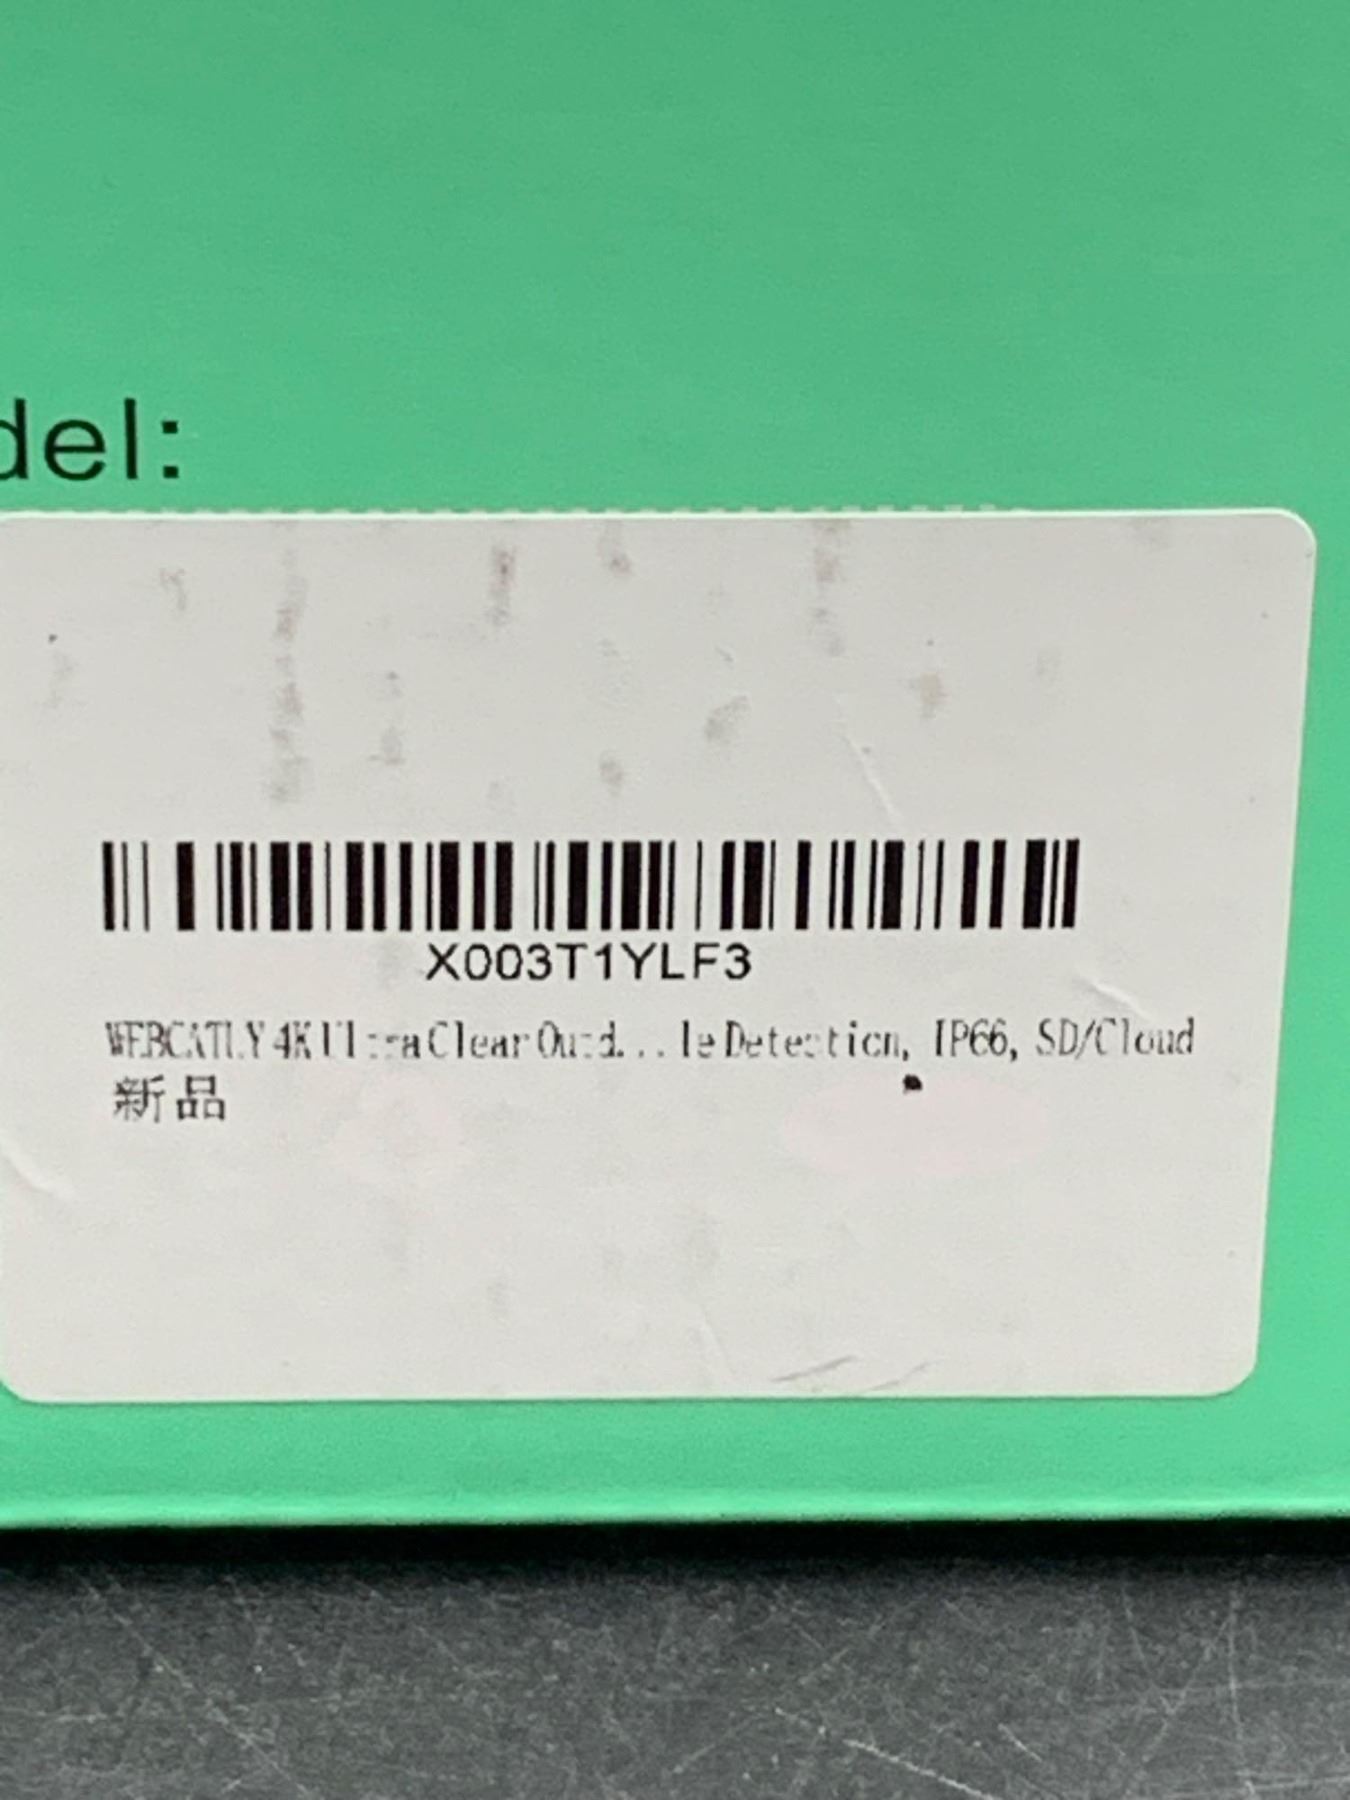 del:
X003T1YLF3
WEBCATLY 4K Ultra Clear Outd... le Detection, IP66, SD/Cloud
新品